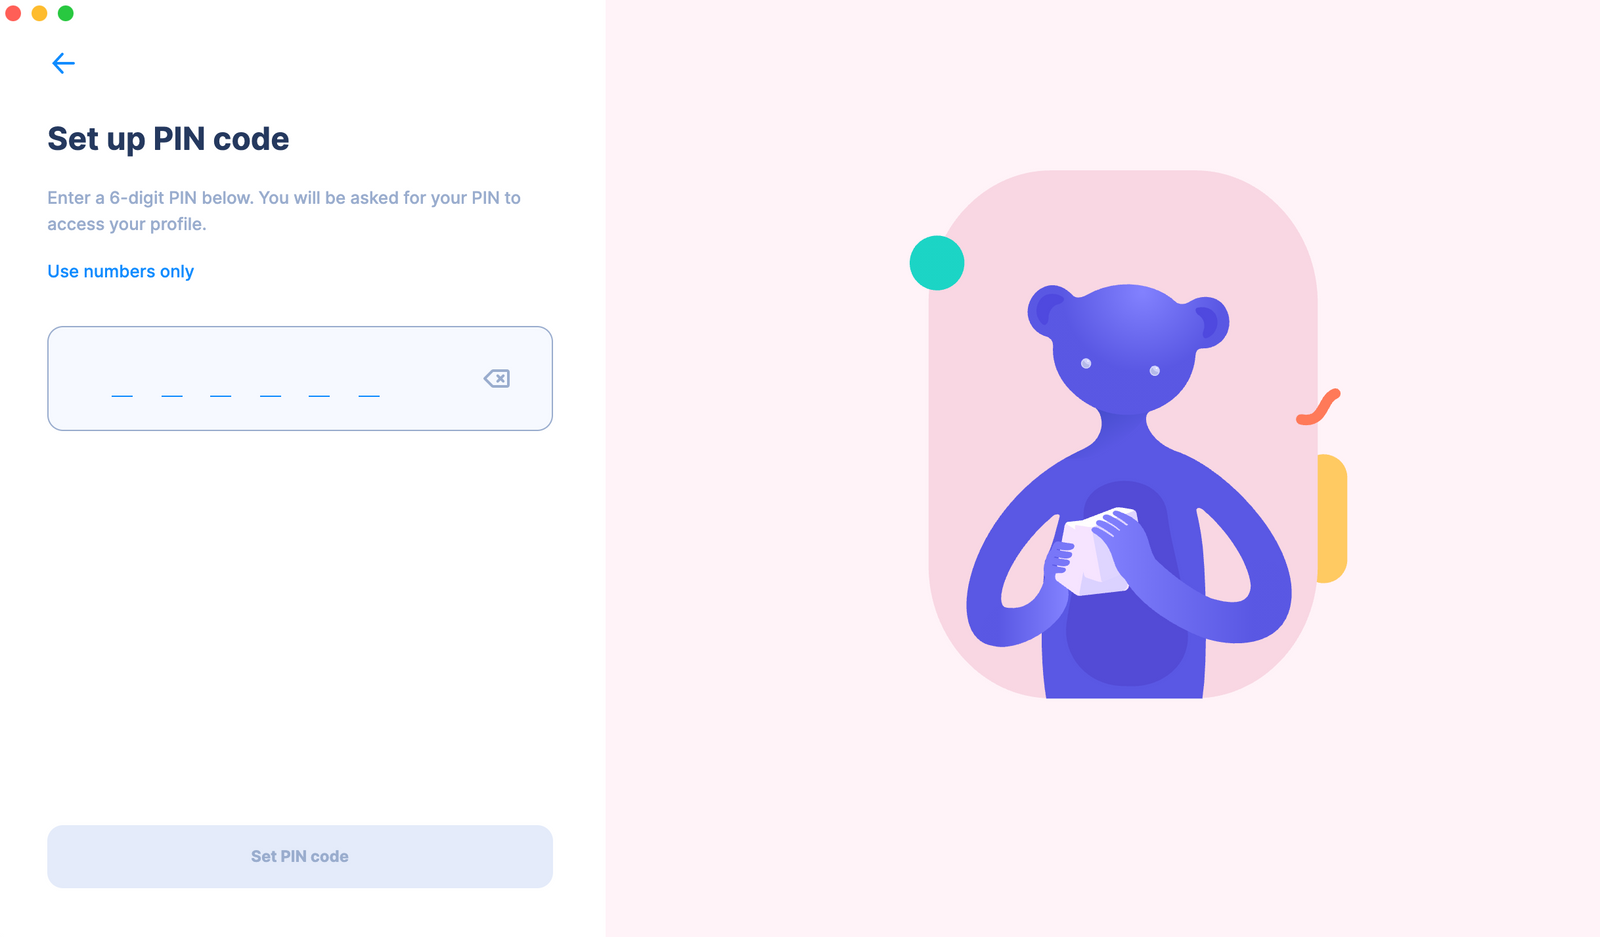 Set up PIN code
Enter a 6-digit PIN below. You will be asked for your PIN to
access your profile.
Use numbers only
Set PIN code